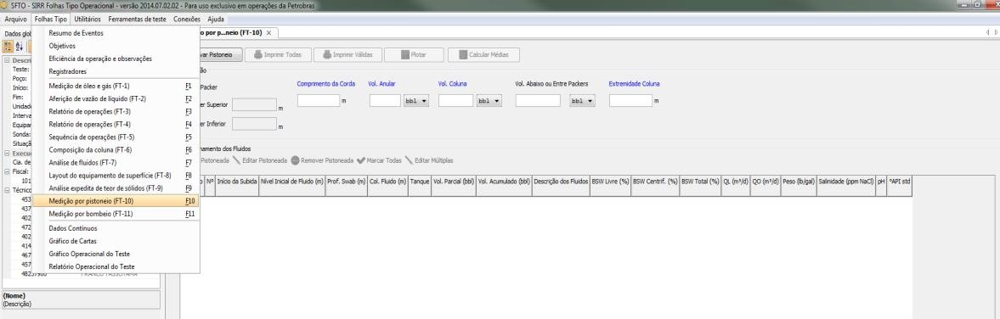 SFTO - SIRR Folhas Tipo Operacional - versão 2014.07.02.02 - Para uso exclusivo em operações da Petrobras
Arquivo Folhas Tipo Utilitários Ferramentas de teste Conexões Ajuda
Dados glob
Descri
Teste:
Poço:
Início:
Fim:
Unidade
Interva
Equipar
Sonda:
Situaçã
Execu
Cia. de
Fiscal:
101
Técnico
453
437
402
472
402
414
467
457
48237900 FRANCO TASSUTAMA
(Nome)
(Descrição)
Resumo de Eventos
Objetivos
Eficiência da operação e observações
Registradores
Medição de óleo e gás (FT-1) F1
Aferição de vazão de líquido (FT-2) F2
Relatório de operações (FT-3) F3
Relatório de operações (FT-4) F4
Sequência de operações (FT-5) F5
Composição da coluna (FT-6) F6
Análise de fluidos (FT-7) F7
Layout do equipamento de superfície (FT-8) F8
Análise expedita de teor de sólidos (FT-9) F9
Medição por pistoneio (FT-10) F10
Medição por bombeio (FT-11) F11
Dados Contínuos
Gráfico de Cartas
Gráfico Operacional do Teste
Relatório Operacional do Teste
o por p...neio (FT-10) ×
var Pistoneio Imprimir Todas Imprimir Válidas Plotar Calcular Médias
ão
Packer Comprimento da Corda Vol. Anular Vol. Coluna Vol. Abaixo ou Entre Packers Extremidade Coluna
m bbl bbl bbl m
er Superior m
er Inferior m
namento dos Fluidos
Pistoneada Editar Pistoneada Remover Pistoneada Marcar Todas Editar Múltiplas
o Nº Início da Subida Nível Inicial de Fluido (m) Prof. Swab (m) Col. Fluido (m) Tanque Vol. Parcial (bbl) Vol. Acumulado (bbl) Descrição dos Fluidos BSW Livre (%) BSW Centrif. (%) BSW Total (%) QL (m³/d) QO (m³/d) Peso (lb/gal) Salinidade (ppm NaCl) pH °API std